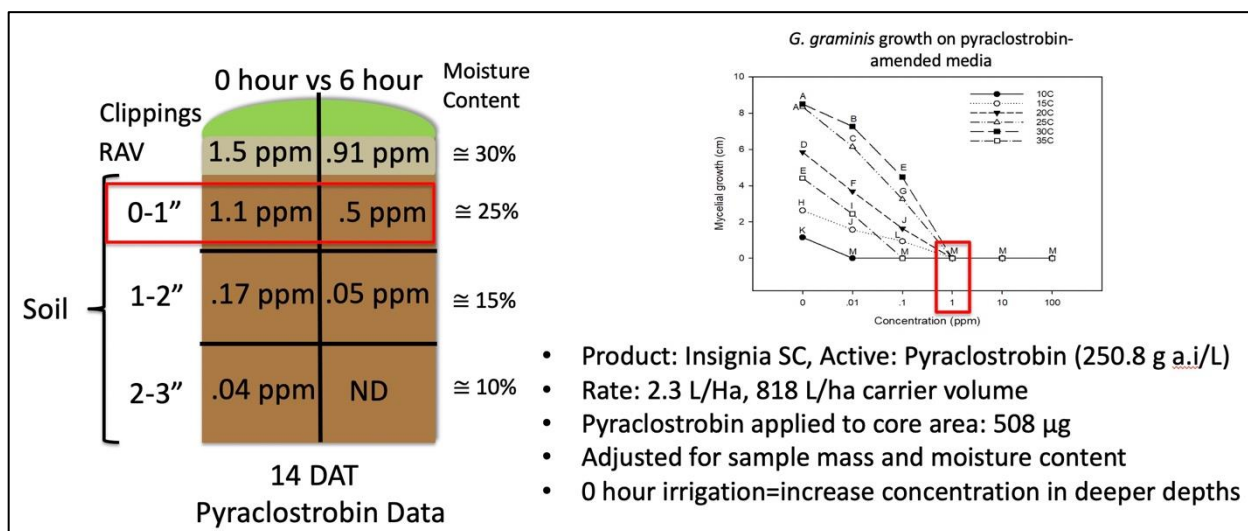 0 hour vs 6 hour
Moisture
Content
Clippings
RAV
1.5 ppm
.91 ppm
≅ 30%
Soil
0-1”
1.1 ppm
.5 ppm
≅ 25%
1-2”
.17 ppm
.05 ppm
≅ 15%
2-3”
.04 ppm
ND
≅ 10%
14 DAT
Pyraclostrobin Data
G. graminis growth on pyraclostrobin-
amended media
Mycelial growth (cm)
10
8
6
4
2
0
10C
15C
20C
25C
30C
35C
A
A
B
C
D
E
E
F
G
H
I
J
J
L
K
M
M
M
M
M
0
.01
.1
1
10
100
Concentration (ppm)
• Product: Insignia SC, Active: Pyraclostrobin (250.8 g a.i/L)
• Rate: 2.3 L/Ha, 818 L/ha carrier volume
• Pyraclostrobin applied to core area: 508 µg
• Adjusted for sample mass and moisture content
• 0 hour irrigation=increase concentration in deeper depths